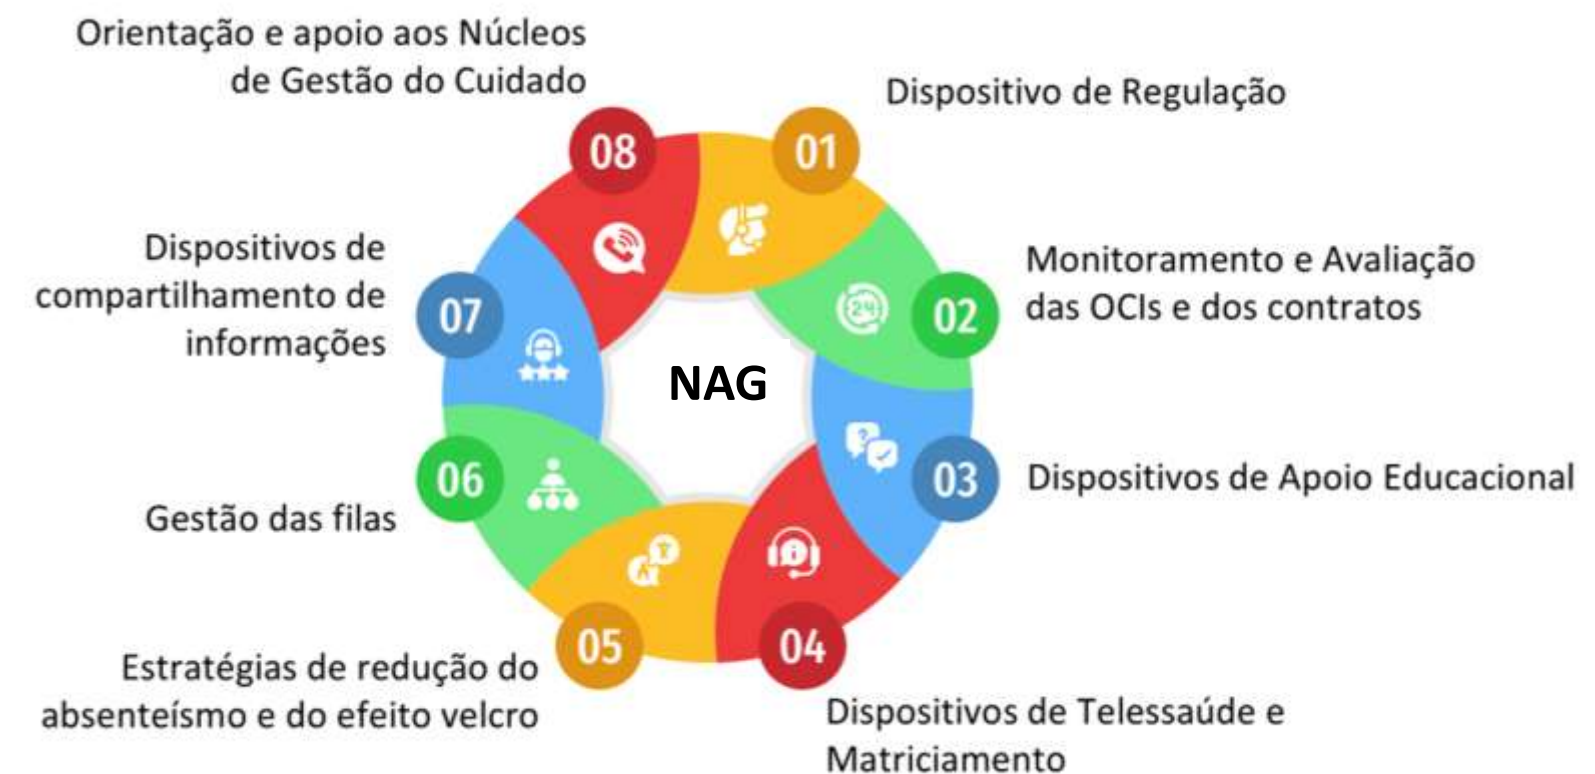 Orientação e apoio aos Núcleos
de Gestão do Cuidado
08
01
Dispositivo de Regulação
02
Monitoramento e Avaliação
das OCIs e dos contratos
03
Dispositivos de Apoio Educacional
04
Dispositivos de Telessaúde e
Matriciamento
05
Estratégias de redução do
absenteísmo e do efeito velcro
06
Gestão das filas
07
Dispositivos de
compartilhamento de
informações
NAG
24